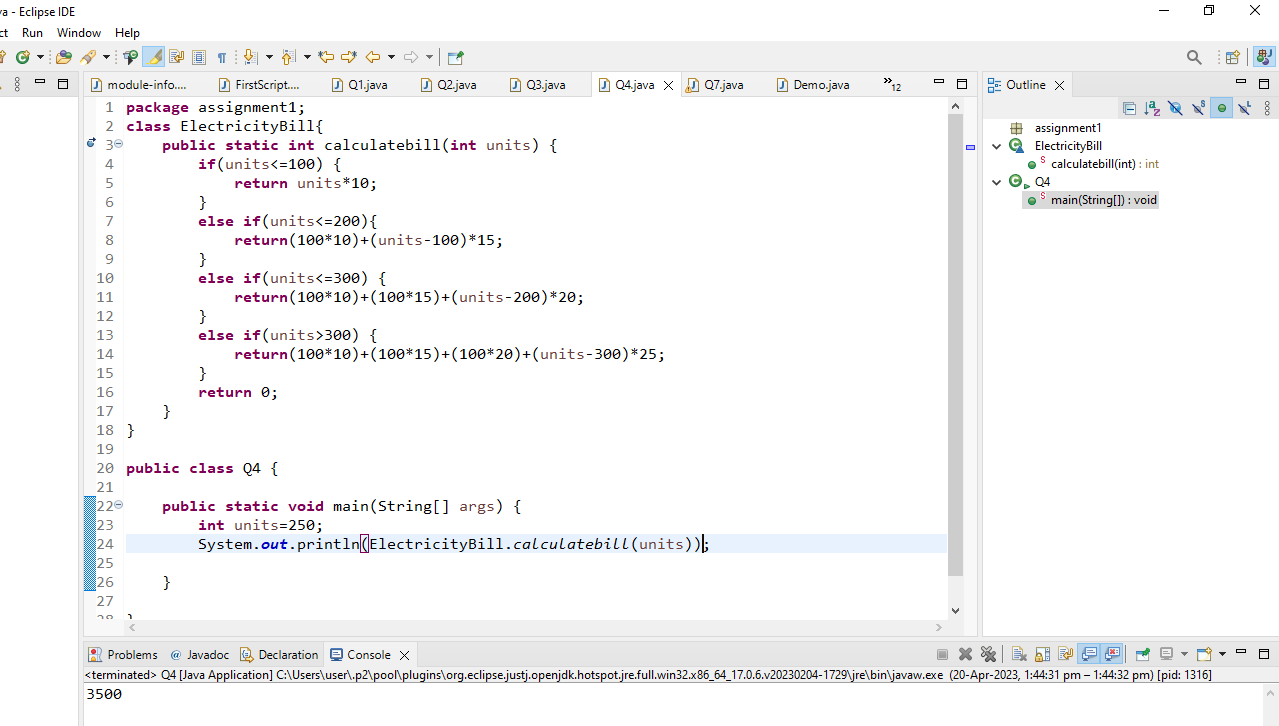 va - Eclipse IDE
ct Run Window Help
module-info.... FirstScript.... Q1.java Q2.java Q3.java Q4.java Q7.java Demo.java »12 Outline
1 package assignment1;
2 class ElectricityBill{
3 public static int calculatebill(int units) {
4 if(units<=100) {
5 return units*10;
6 }
7 else if(units<=200){
8 return(100*10)+(units-100)*15;
9 }
10 else if(units<=300) {
11 return(100*10)+(100*15)+(units-200)*20;
12 }
13 else if(units>300) {
14 return(100*10)+(100*15)+(100*20)+(units-300)*25;
15 }
16 return 0;
17 }
18 }
19
20 public class Q4 {
21
22 public static void main(String[] args) {
23 int units=250;
24 System.out.println(ElectricityBill.calculatebill(units));
25
26 }
27
28 }
assignment1
ElectricityBill
calculatebill(int) : int
Q4
main(String[]) : void
Problems @ Javadoc Declaration Console
<terminated> Q4 [Java Application] C:\Users\user\.p2\pool\plugins\org.eclipse.justj.openjdk.hotspot.jre.full.win32.x86_64_17.0.6.v20230204-1729\jre\bin\javaw.exe (20-Apr-2023, 1:44:31 pm – 1:44:32 pm) [pid: 1316]
3500